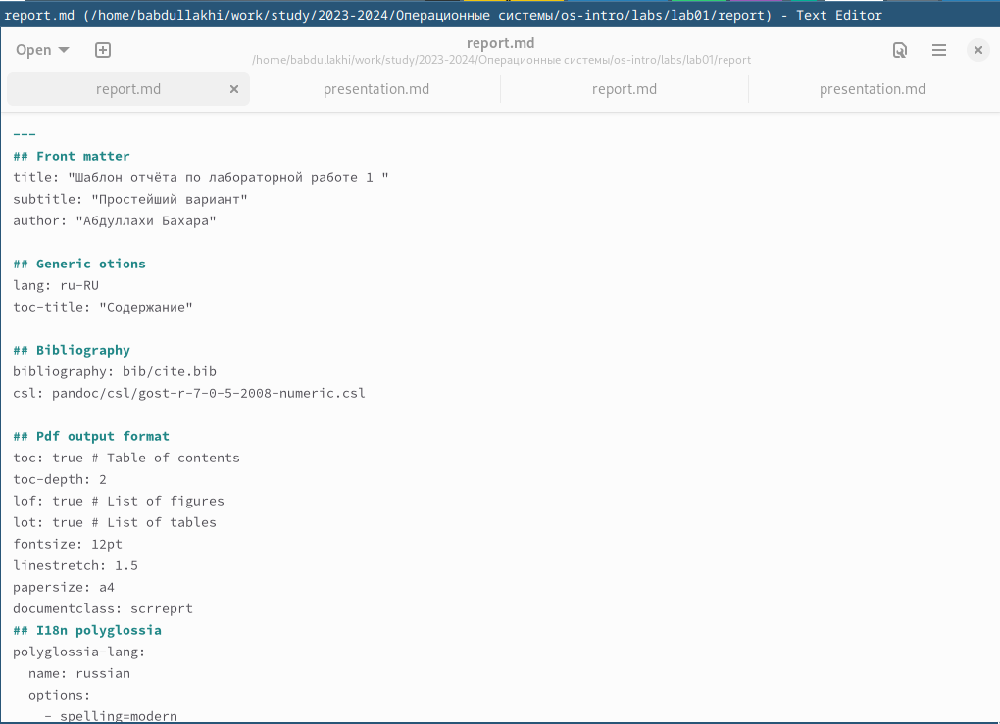 report.md (/home/babdullakhi/work/study/2023-2024/Операционные системы/os-intro/labs/lab01/report) - Text Editor
Open
report.md
/home/babdullakhi/work/study/2023-2024/Операционные системы/os-intro/labs/lab01/report
report.md presentation.md report.md presentation.md
---
## Front matter
title: "Шаблон отчёта по лабораторной работе 1 "
subtitle: "Простейший вариант"
author: "Абдуллахи Бахара"
## Generic otions
lang: ru-RU
toc-title: "Содержание"
## Bibliography
bibliography: bib/cite.bib
csl: pandoc/csl/gost-r-7-0-5-2008-numeric.csl
## Pdf output format
toc: true # Table of contents
toc-depth: 2
lof: true # List of figures
lot: true # List of tables
fontsize: 12pt
linestretch: 1.5
papersize: a4
documentclass: scrreprt
## I18n polyglossia
polyglossia-lang:
  name: russian
  options:
    - spelling=modern